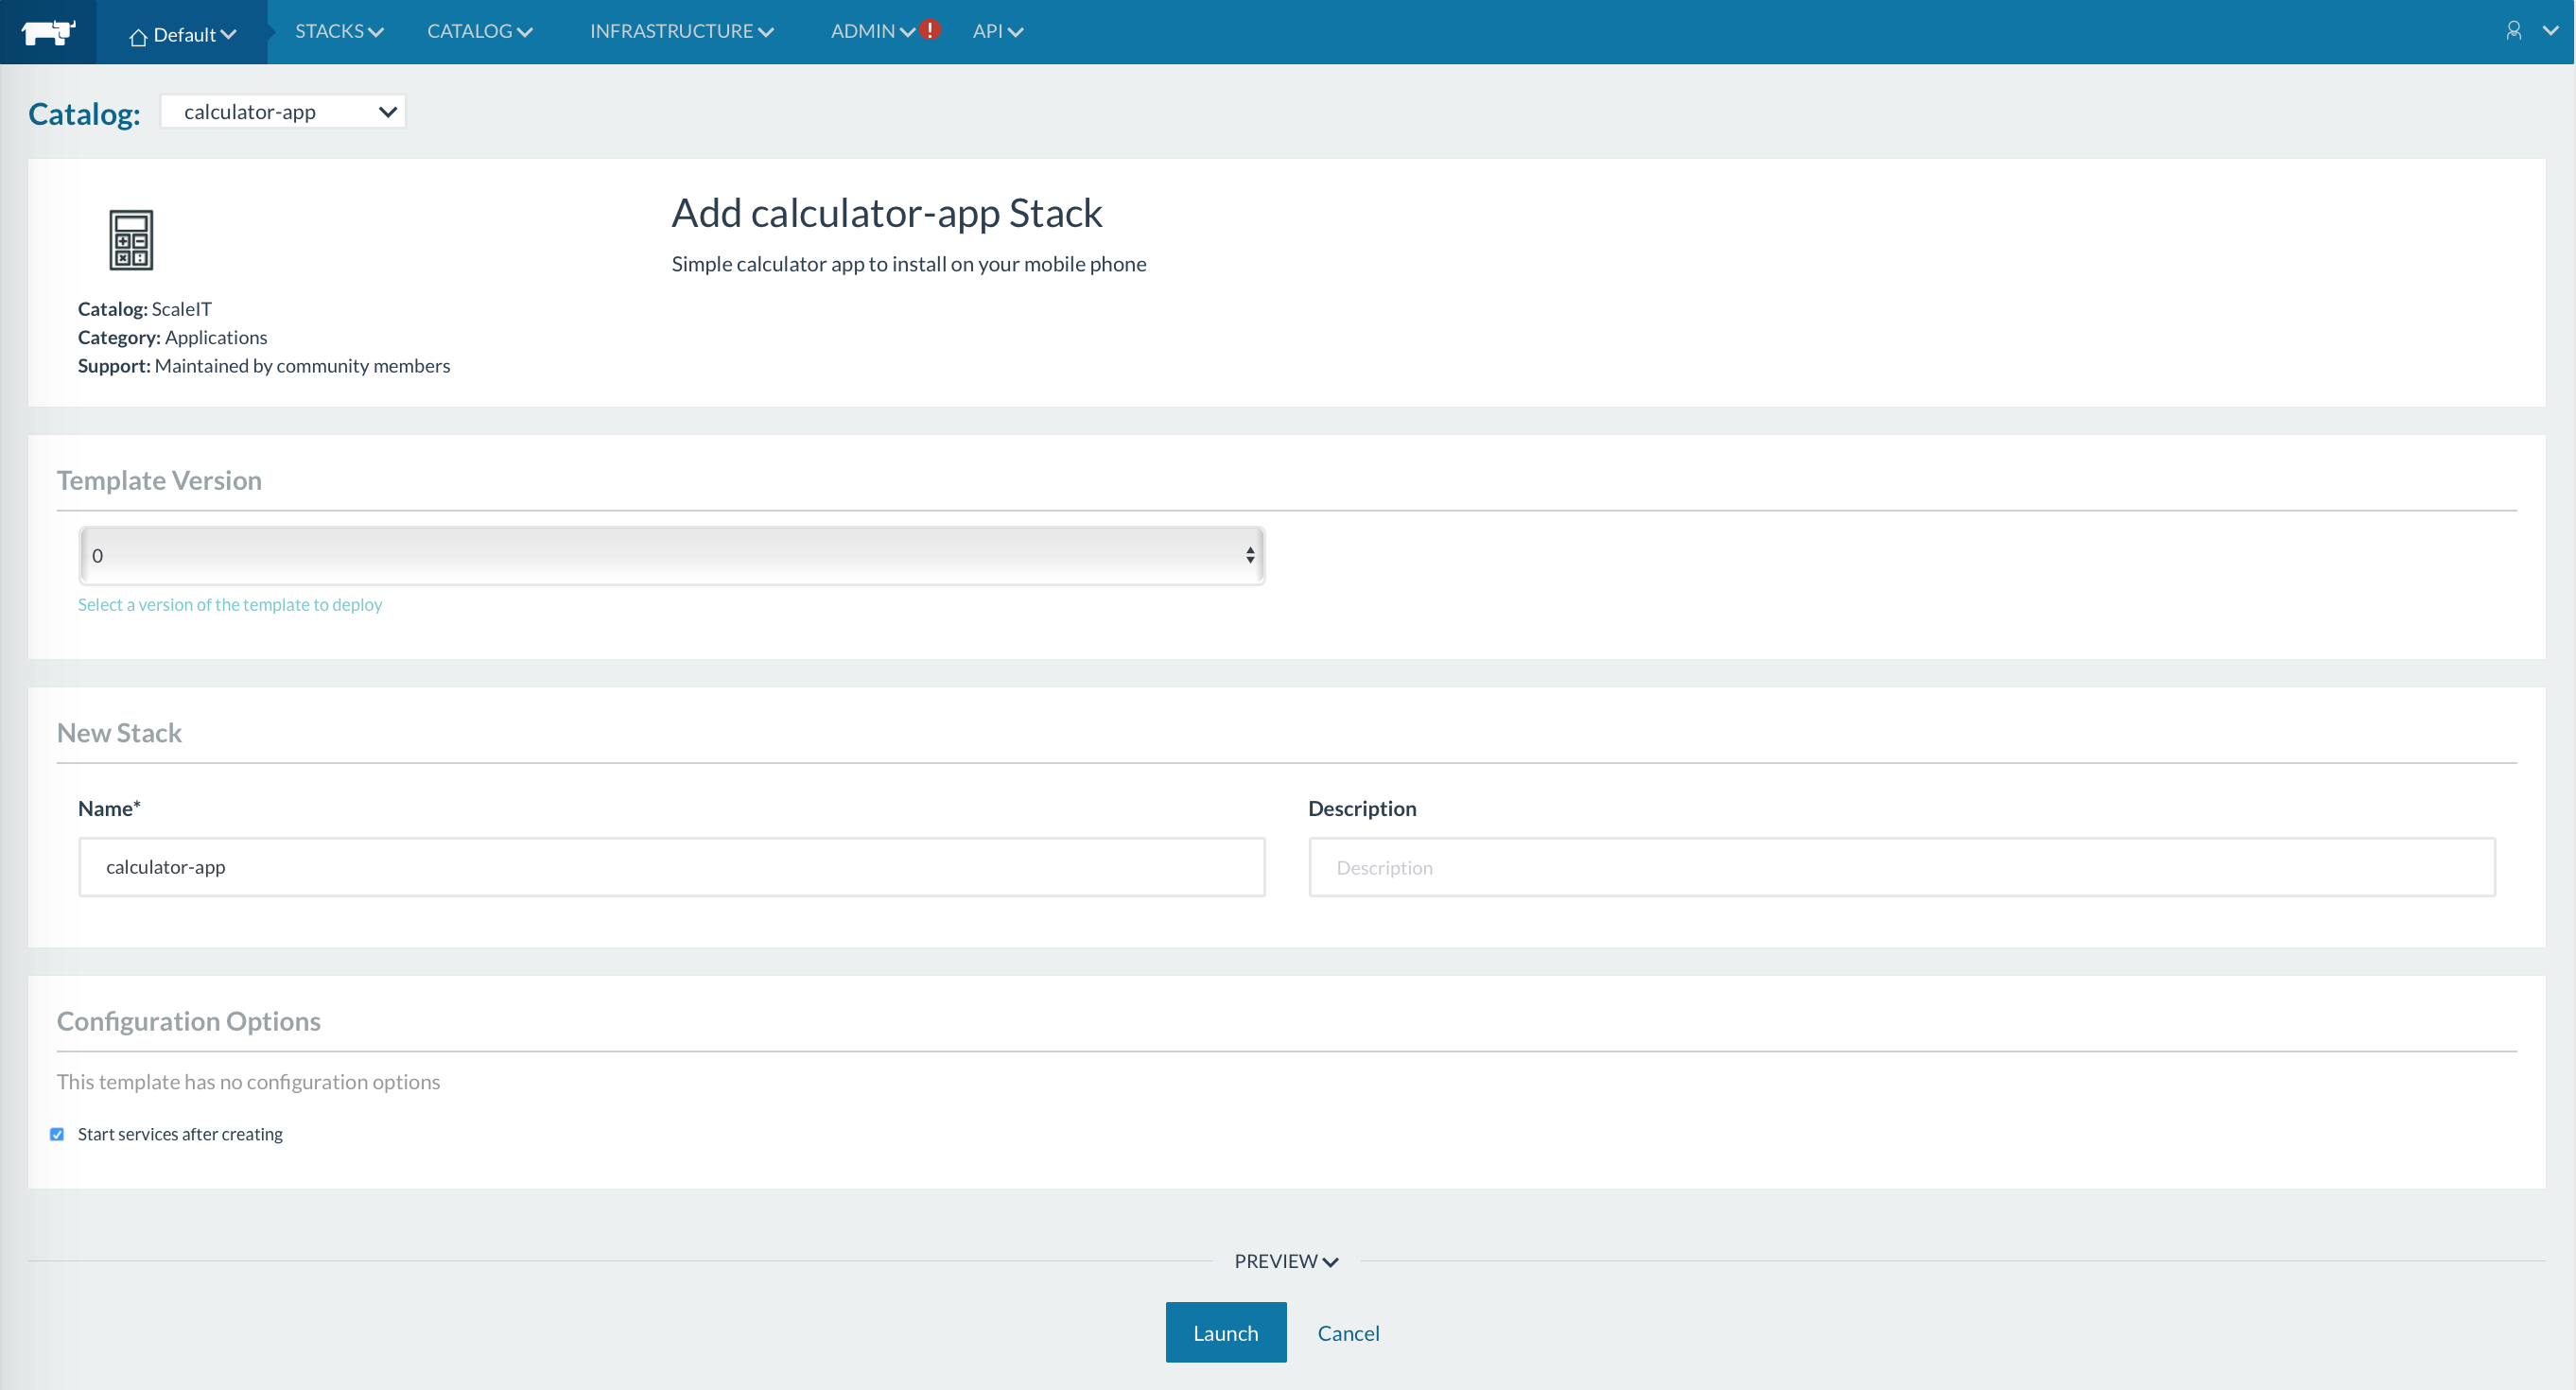 Default STACKS CATALOG INFRASTRUCTURE ADMIN ! API
Catalog: calculator-app
Add calculator-app Stack
Simple calculator app to install on your mobile phone
Catalog: ScaleIT
Category: Applications
Support: Maintained by community members
Template Version
0
Select a version of the template to deploy
New Stack
Name* Description
calculator-app Description
Configuration Options
This template has no configuration options
Start services after creating
PREVIEW
Launch Cancel